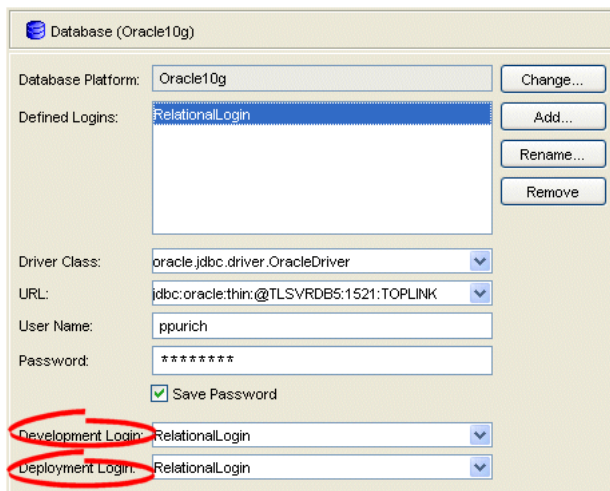 Database (Oracle10g)
Database Platform: Oracle10g Change...
Defined Logins: RelationalLogin Add...
Rename...
Remove
Driver Class: oracle.jdbc.driver.OracleDriver
URL: jdbc:oracle:thin:@TLSVRDB5:1521:TOPLINK
User Name: ppurich
Password: ********
Save Password
Development Login: RelationalLogin
Deployment Login: RelationalLogin